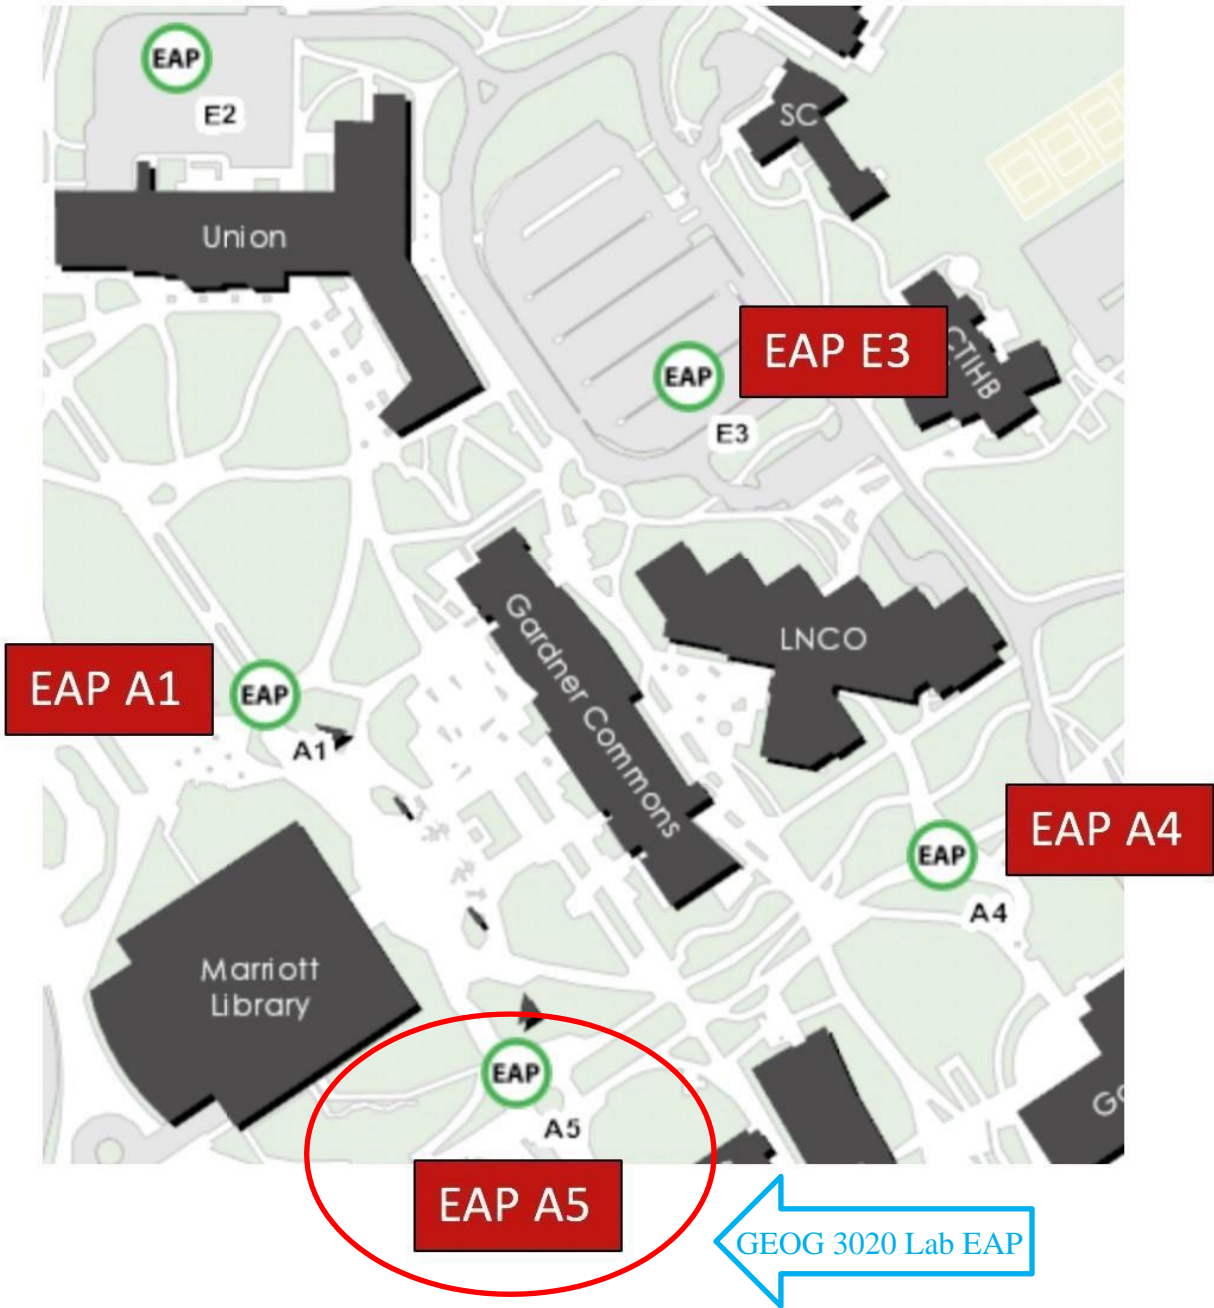 EAP
E2
SC
Union
EAP E3
CTIHB
EAP
E3
Gardner Commons
LNCO
EAP A1
EAP
A1
EAP A4
EAP
A4
Marriott
Library
EAP
A5
EAP A5
GEOG 3020 Lab EAP